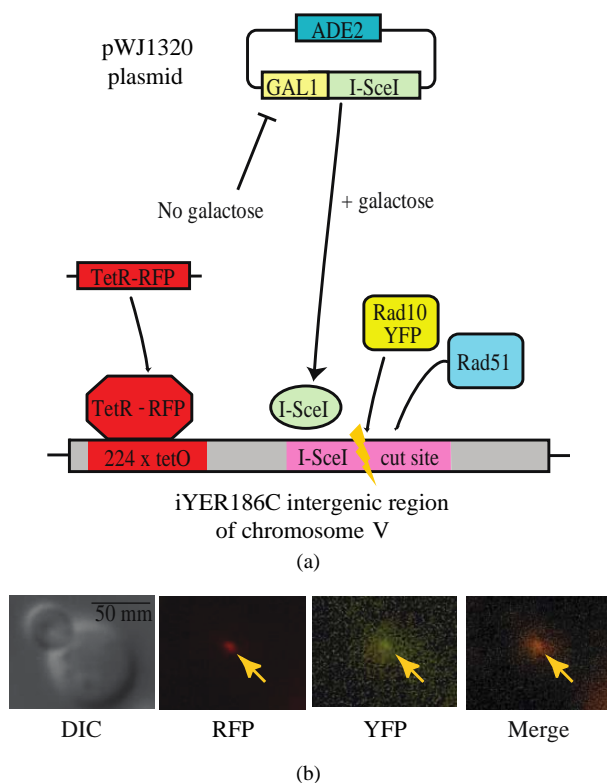 pWJ1320
plasmid
ADE2
GAL1 I-SceI
No galactose
+ galactose
TetR-RFP
Rad10
YFP
Rad51
TetR - RFP
I-SceI
224 x tetO
I-SceI cut site
iYER186C intergenic region
of chromosome V
(a)
50 mm
DIC
RFP
YFP
Merge
(b)